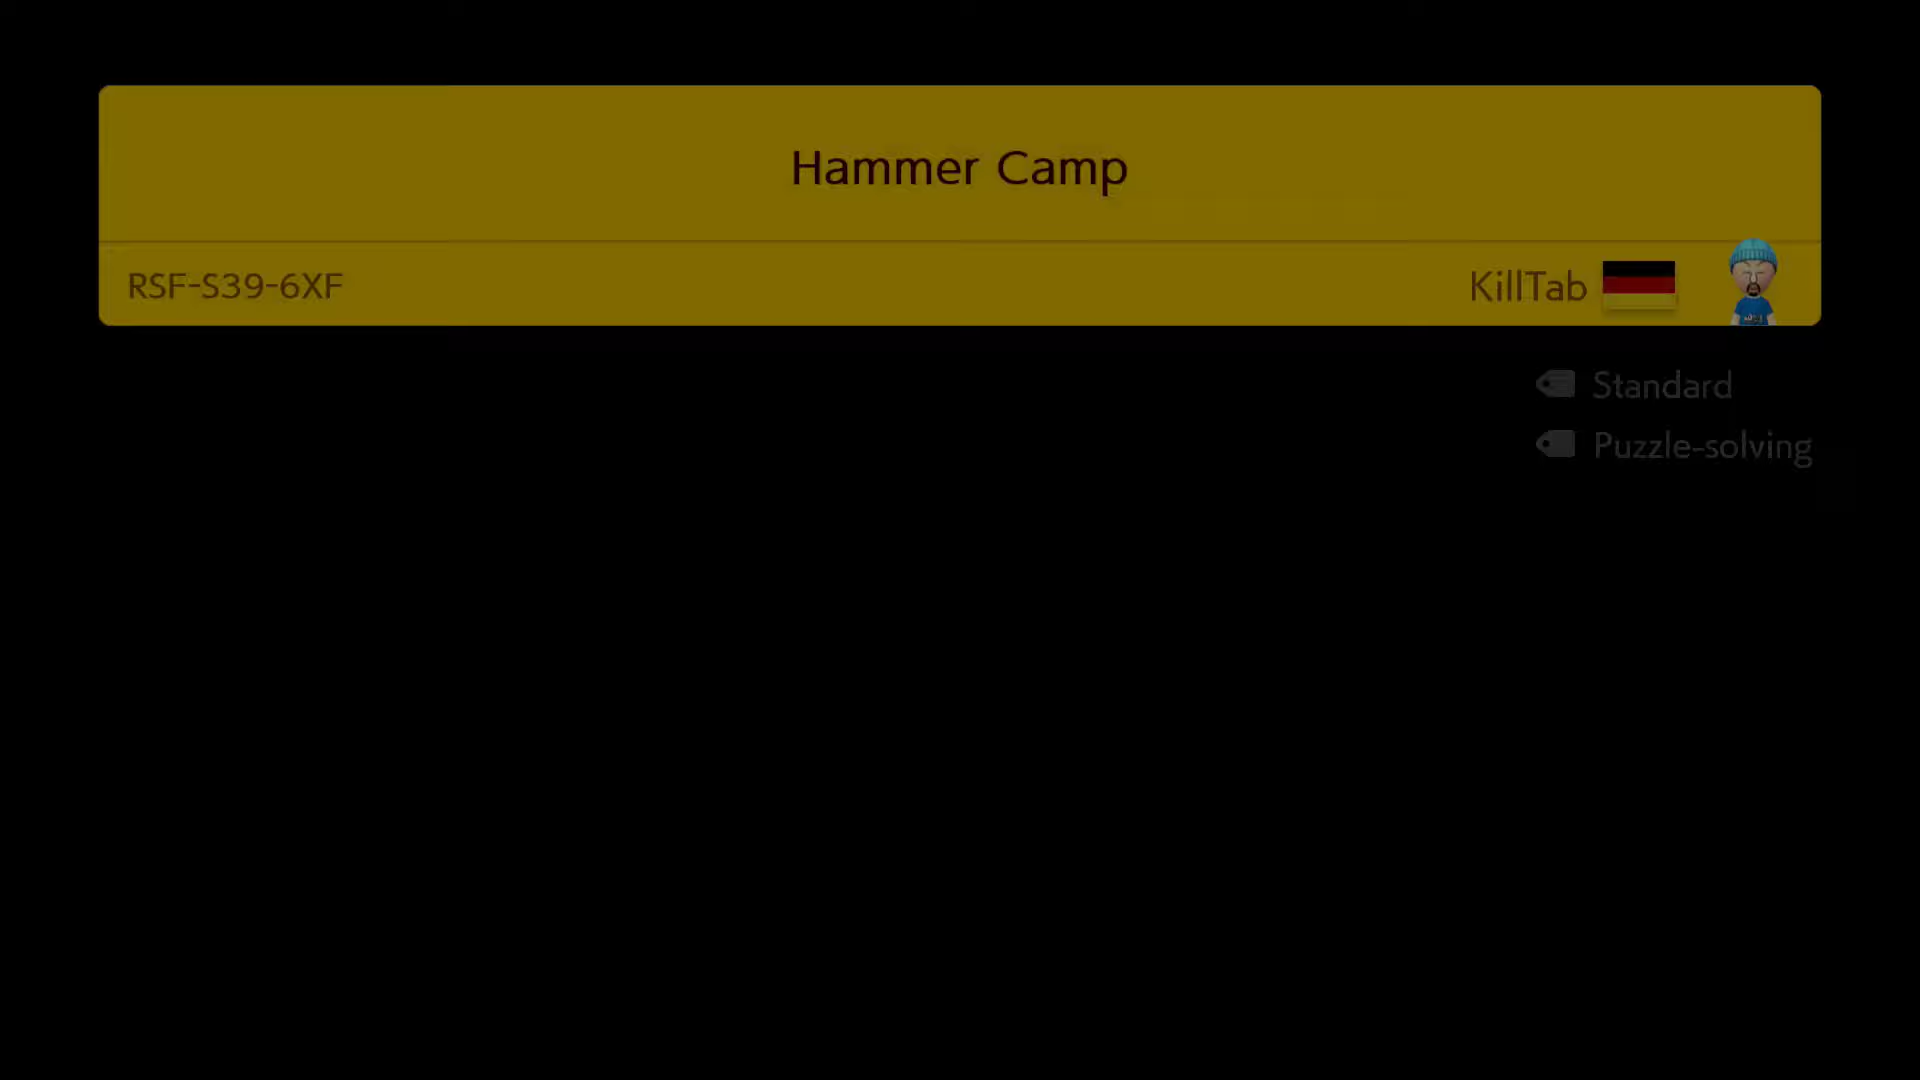 Hammer Camp
RSF-S39-6XF
KillTab
Standard
Puzzle-solving